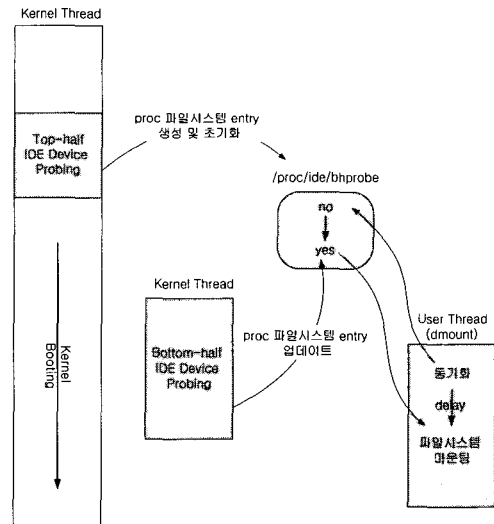 Kernel Thread
Top-half
IDE Device
Probing
proc 파일시스템 entry
생성 및 초기화
/proc/ide/bhprobe
no
yes
Kernel Thread
Bottom-half
IDE Device
Probing
proc 파일시스템 entry
업데이트
User Thread
(dmount)
동기화
delay
파일시스템
마운팅
Kernel
Booting